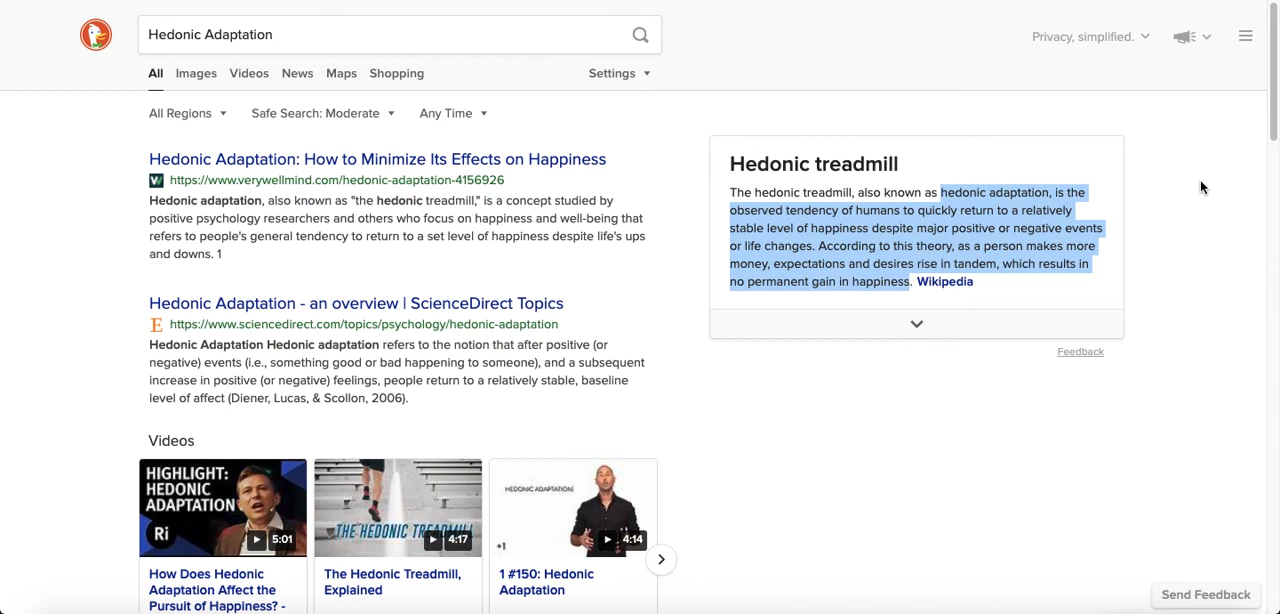 Hedonic Adaptation
Privacy, simplified.
All Images Videos News Maps Shopping Settings
All Regions Safe Search: Moderate Any Time
Hedonic Adaptation: How to Minimize Its Effects on Happiness
https://www.verywellmind.com/hedonic-adaptation-4156926
Hedonic adaptation, also known as "the hedonic treadmill," is a concept studied by
positive psychology researchers and others who focus on happiness and well-being that
refers to people's general tendency to return to a set level of happiness despite life's ups
and downs. 1
Hedonic Adaptation - an overview | ScienceDirect Topics
E https://www.sciencedirect.com/topics/psychology/hedonic-adaptation
Hedonic Adaptation Hedonic adaptation refers to the notion that after positive (or
negative) events (i.e., something good or bad happening to someone), and a subsequent
increase in positive (or negative) feelings, people return to a relatively stable, baseline
level of affect (Diener, Lucas, & Scollon, 2006).
Videos
HIGHLIGHT:
HEDONIC
ADAPTATION
Ri
5:01
How Does Hedonic
Adaptation Affect the
Pursuit of Happiness? -
THE HEDONIC TREADMILL
4:17
The Hedonic Treadmill,
Explained
HEDONIC ADAPTATION
+1
4:14
1 #150: Hedonic
Adaptation
Hedonic treadmill
The hedonic treadmill, also known as hedonic adaptation, is the
observed tendency of humans to quickly return to a relatively
stable level of happiness despite major positive or negative events
or life changes. According to this theory, as a person makes more
money, expectations and desires rise in tandem, which results in
no permanent gain in happiness. Wikipedia
Feedback
Send Feedback